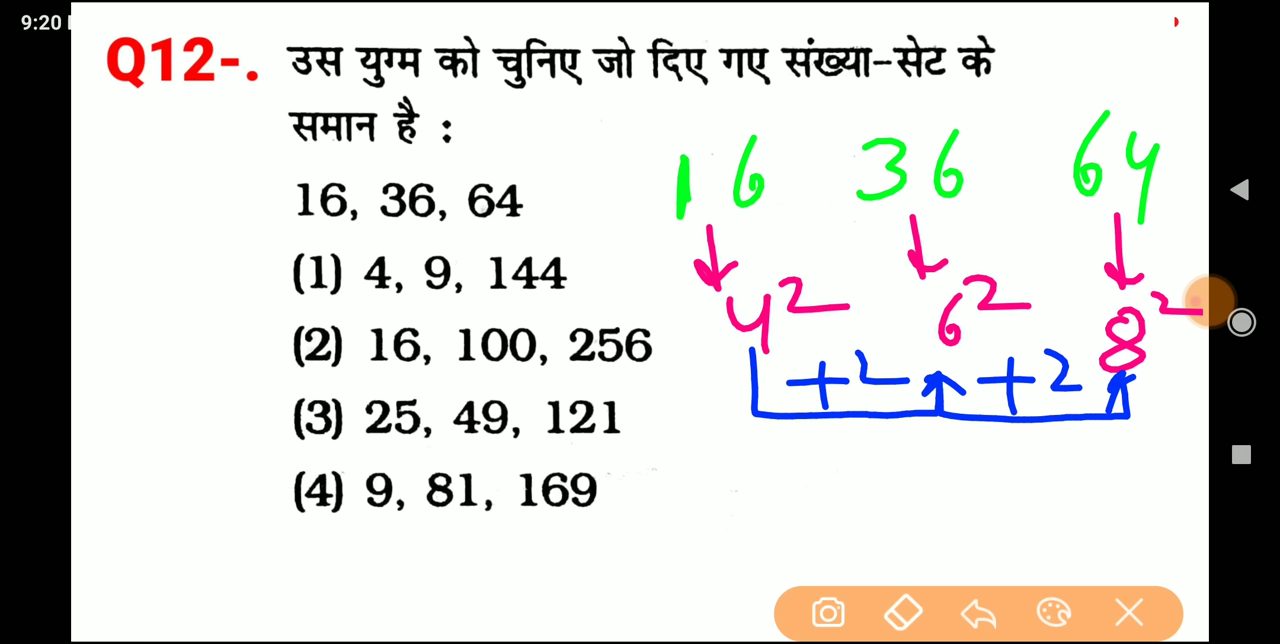 9:20
Q12-. उस युग्म को चुनिए जो दिए गए संख्या-सेट के
समान है :
16, 36, 64
(1) 4, 9, 144
(2) 16, 100, 256
(3) 25, 49, 121
(4) 9, 81, 169
16 36 64
4² 6² 8²
+2 +2